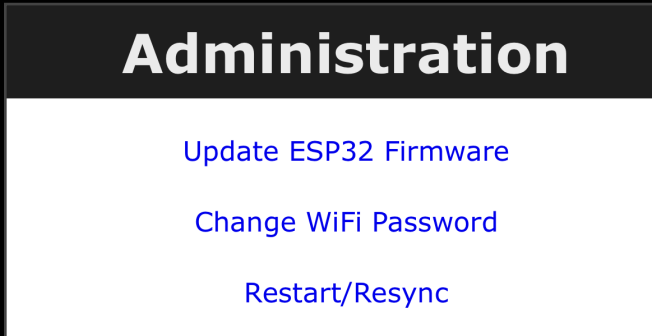 Administration
Update ESP32 Firmware
Change WiFi Password
Restart/Resync